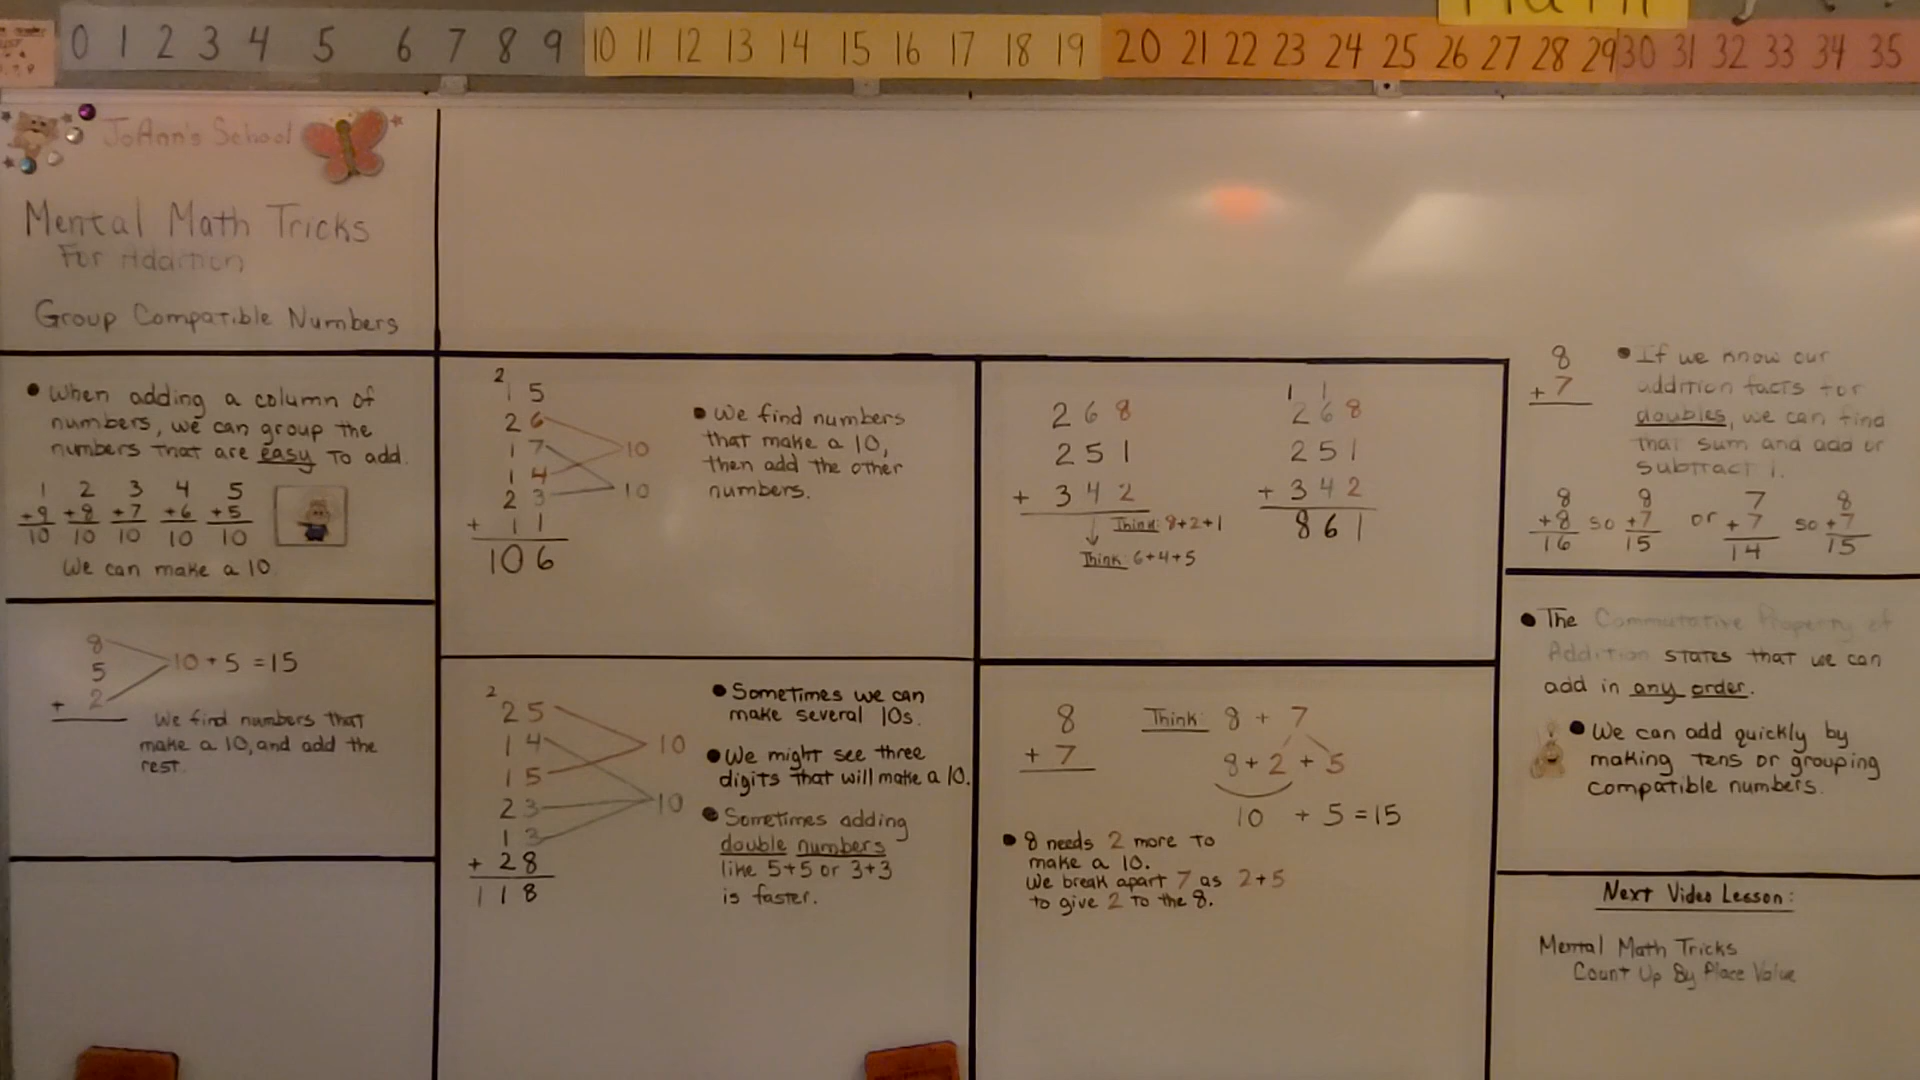 Math
0 1 2 3 4 5 6 7 8 9 10 11 12 13 14 15 16 17 18 19 20 21 22 23 24 25 26 27 28 29 30 31 32 33 34 35
JoAnn's School
Mental Math Tricks
For Addition
Group Compatible Numbers
• When adding a column of
numbers, we can group the
numbers that are easy to add.
1 2 3 4 5
+9 +8 +7 +6 +5
10 10 10 10 10
We can make a 10
8
5
+ 2
10 + 5 = 15
We find numbers that
make a 10, and add the
rest.
2
15
26
17
14
23
+ 11
106
10
10
• We find numbers
that make a 10,
then add the other
numbers.
2
25
14
15
23
13
+ 28
118
10
10
• Sometimes we can
make several 10s.
• We might see three
digits that will make a 10.
• Sometimes adding
double numbers
like 5+5 or 3+3
is faster.
268
251
+ 342
Think: 8+2+1
Think: 6+4+5
1 1
268
251
+ 342
861
8
+ 7
Think: 8 + 7
8 + 2 + 5
10 + 5 = 15
• 8 needs 2 more to
make a 10.
We break apart 7 as 2+5
to give 2 to the 8.
8
+ 7
• If we know our
addition facts for
doubles, we can find
that sum and add or
subtract 1.
8 8 7 8
+8 so +7 or +7 so +7
16 15 14 15
• The Commutative Property of
Addition states that we can
add in any order.
• We can add quickly by
making tens or grouping
compatible numbers.
Next Video Lesson:
Mental Math Tricks
Count Up By Place Value